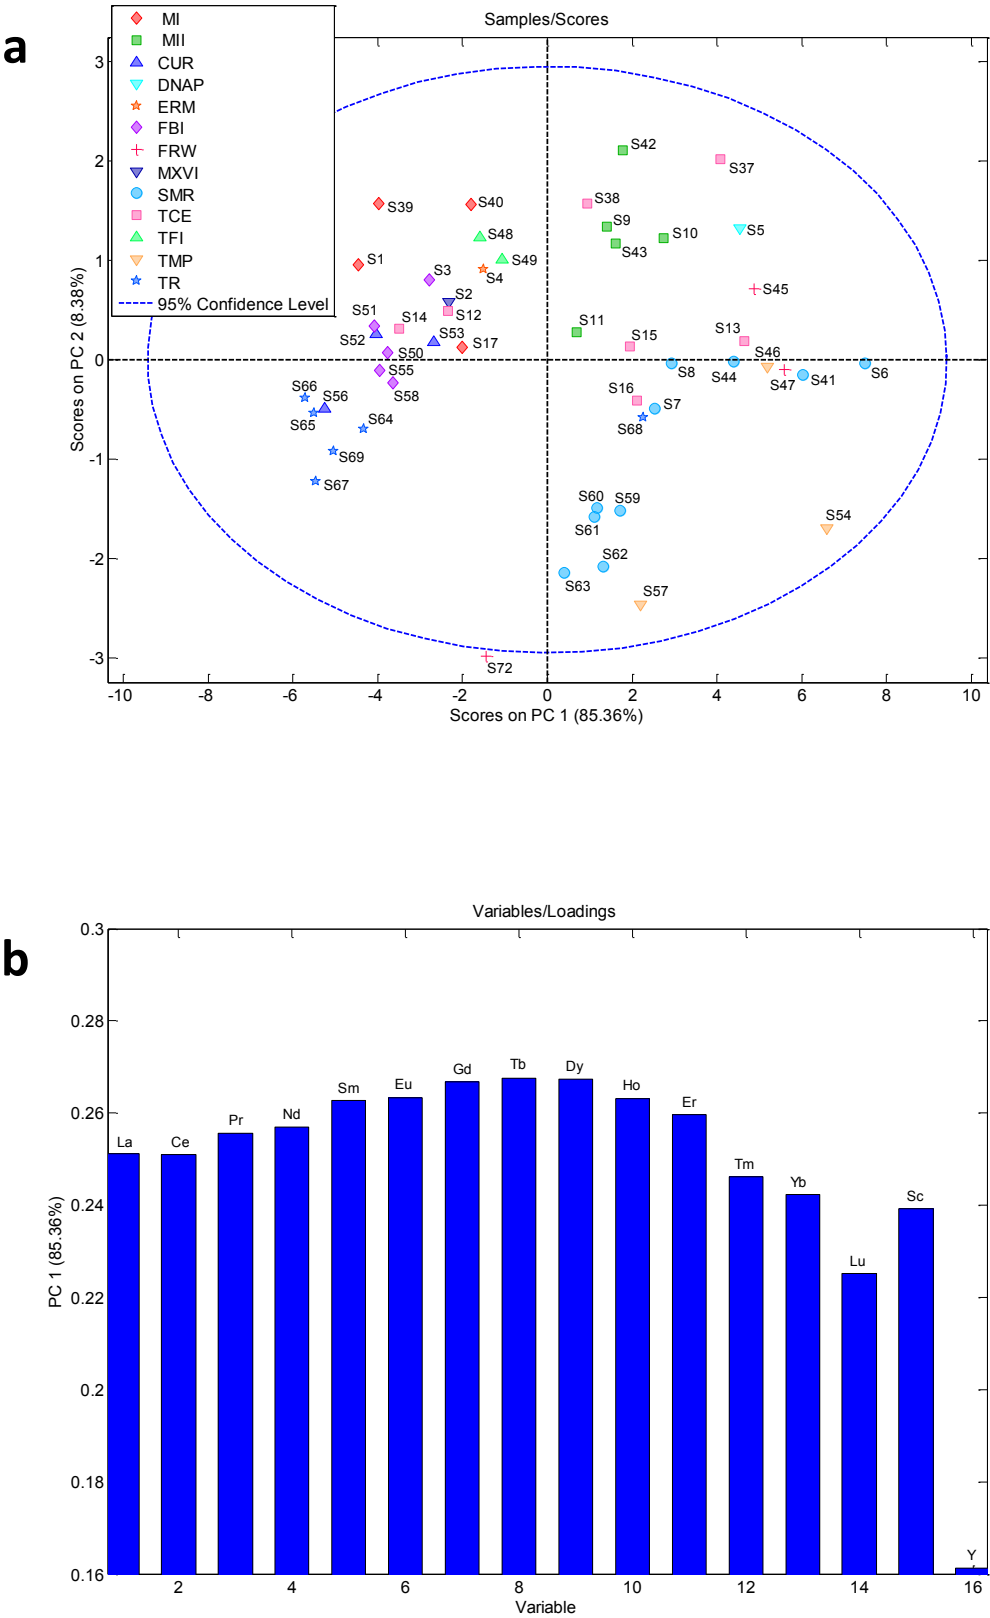 a
Samples/Scores
MI
MII
CUR
DNAP
ERM
FBI
FRW
MXVI
SMR
TCE
TFI
TMP
TR
95% Confidence Level
3
2
1
0
-1
-2
-3
Scores on PC 2 (8.38%)
S42
S37
S39
S40
S38
S9
S10
S5
S48
S43
S1
S49
S3
S4
S45
S2
S51
S14
S12
S11
S15
S13
S52
S53
S17
S50
S46
S8
S44
S47
S41
S6
S55
S58
S66
S56
S16
S7
S65
S64
S68
S69
S67
S60
S59
S61
S54
S62
S63
S57
S72
-10 -8 -6 -4 -2 0 2 4 6 8 10
Scores on PC 1 (85.36%)
b
Variables/Loadings
0.3
0.28
0.26
0.24
0.22
0.2
0.18
0.16
PC 1 (85.36%)
La Ce Pr Nd Sm Eu Gd Tb Dy Ho Er Tm Yb Lu Sc Y
2 4 6 8 10 12 14 16
Variable